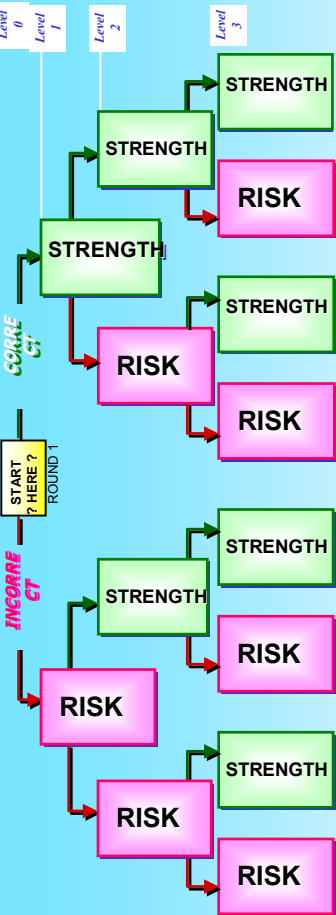 Level
0
Level
1
Level
2
Level
3
STRENGTH
STRENGTH
RISK
STRENGTH
STRENGTH
RISK
RISK
CORRE
CT
START
? HERE ?
ROUND 1
INCORRE
CT
STRENGTH
STRENGTH
RISK
RISK
RISK
STRENGTH
RISK